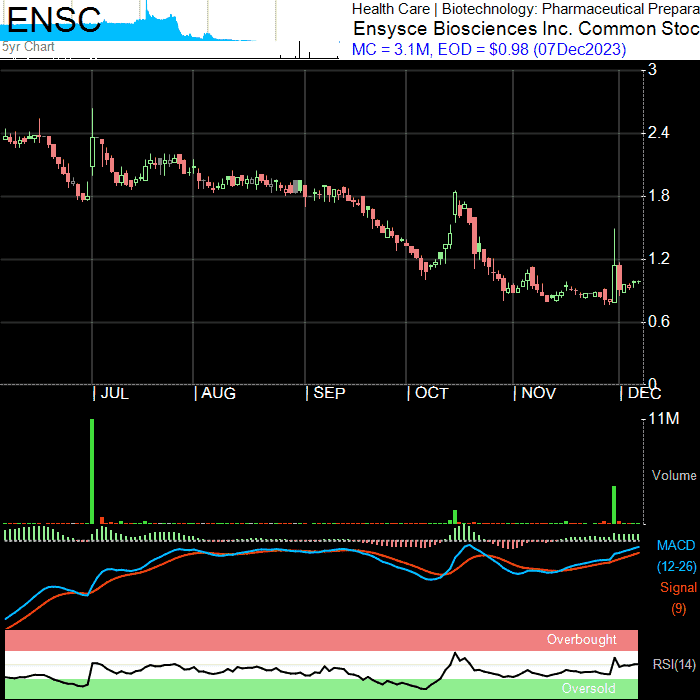 ENSC
Health Care | Biotechnology: Pharmaceutical Prepara
Ensysce Biosciences Inc. Common Stoc
5yr Chart
MC = 3.1M, EOD = $0.98 (07Dec2023)
3
2.4
1.8
1.2
0.6
0
| JUL | AUG | SEP | OCT | NOV | DEC
11M
Volume
MACD
(12-26)
Signal
(9)
Overbought
RSI(14)
Oversold